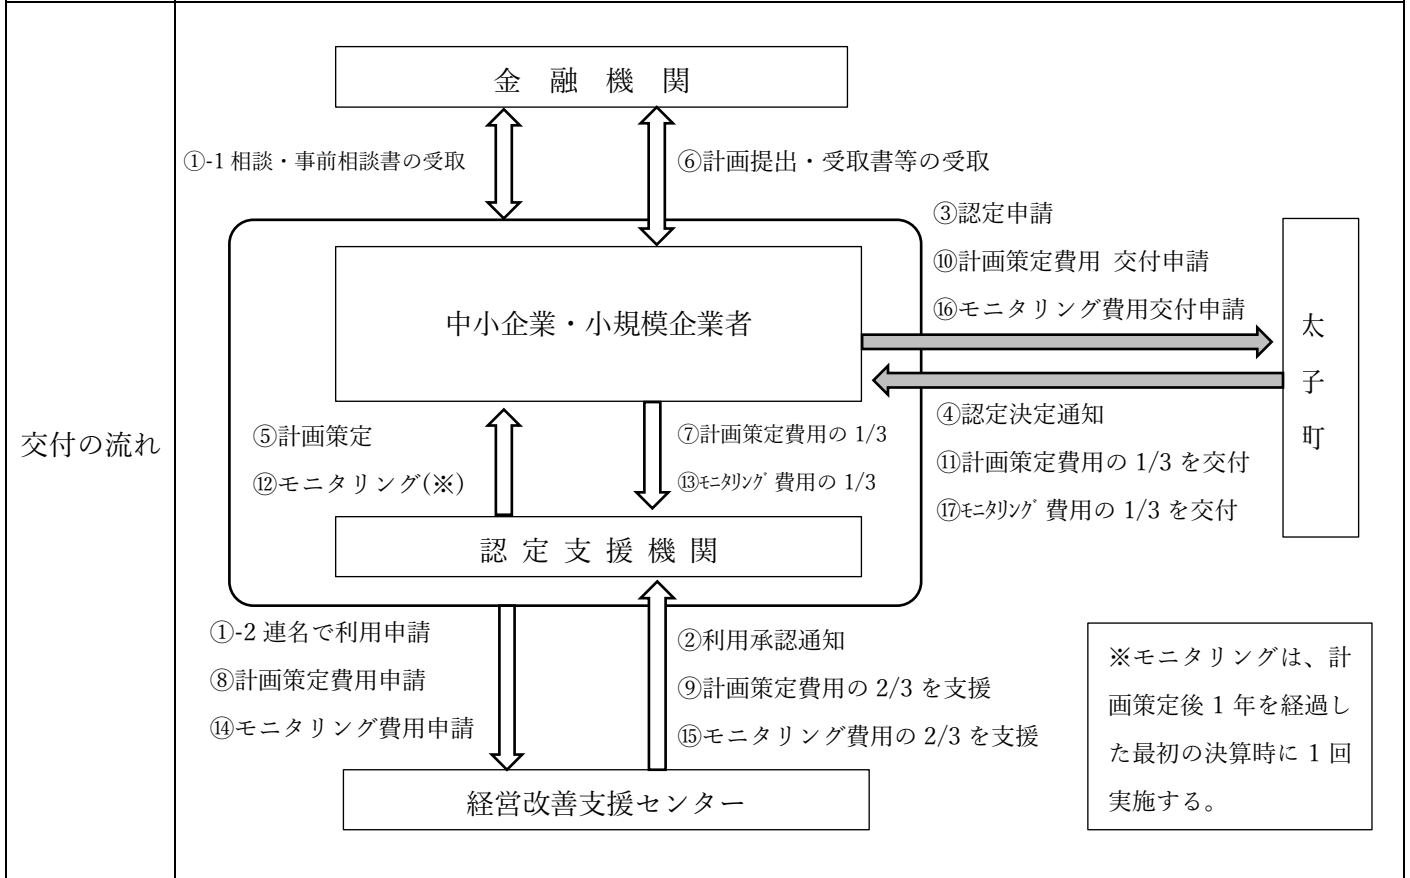 交付の流れ
金 融 機 関
①-1 相談・事前相談書の受取
⑥計画提出・受取書等の受取
中小企業・小規模企業者
③認定申請
⑩計画策定費用 交付申請
⑯モニタリング費用交付申請
太
子
町
④認定決定通知
⑪計画策定費用の 1/3 を交付
⑰ﾓﾆﾀﾘﾝｸﾞ費用の 1/3 を交付
⑤計画策定
⑫モニタリング(※)
⑦計画策定費用の 1/3
⑬ﾓﾆﾀﾘﾝｸﾞ費用の 1/3
認 定 支 援 機 関
①-2 連名で利用申請
⑧計画策定費用申請
⑭モニタリング費用申請
②利用承認通知
⑨計画策定費用の 2/3 を支援
⑮モニタリング費用の 2/3 を支援
経営改善支援センター
※モニタリングは、計
画策定後 1 年を経過し
た最初の決算時に 1 回
実施する。